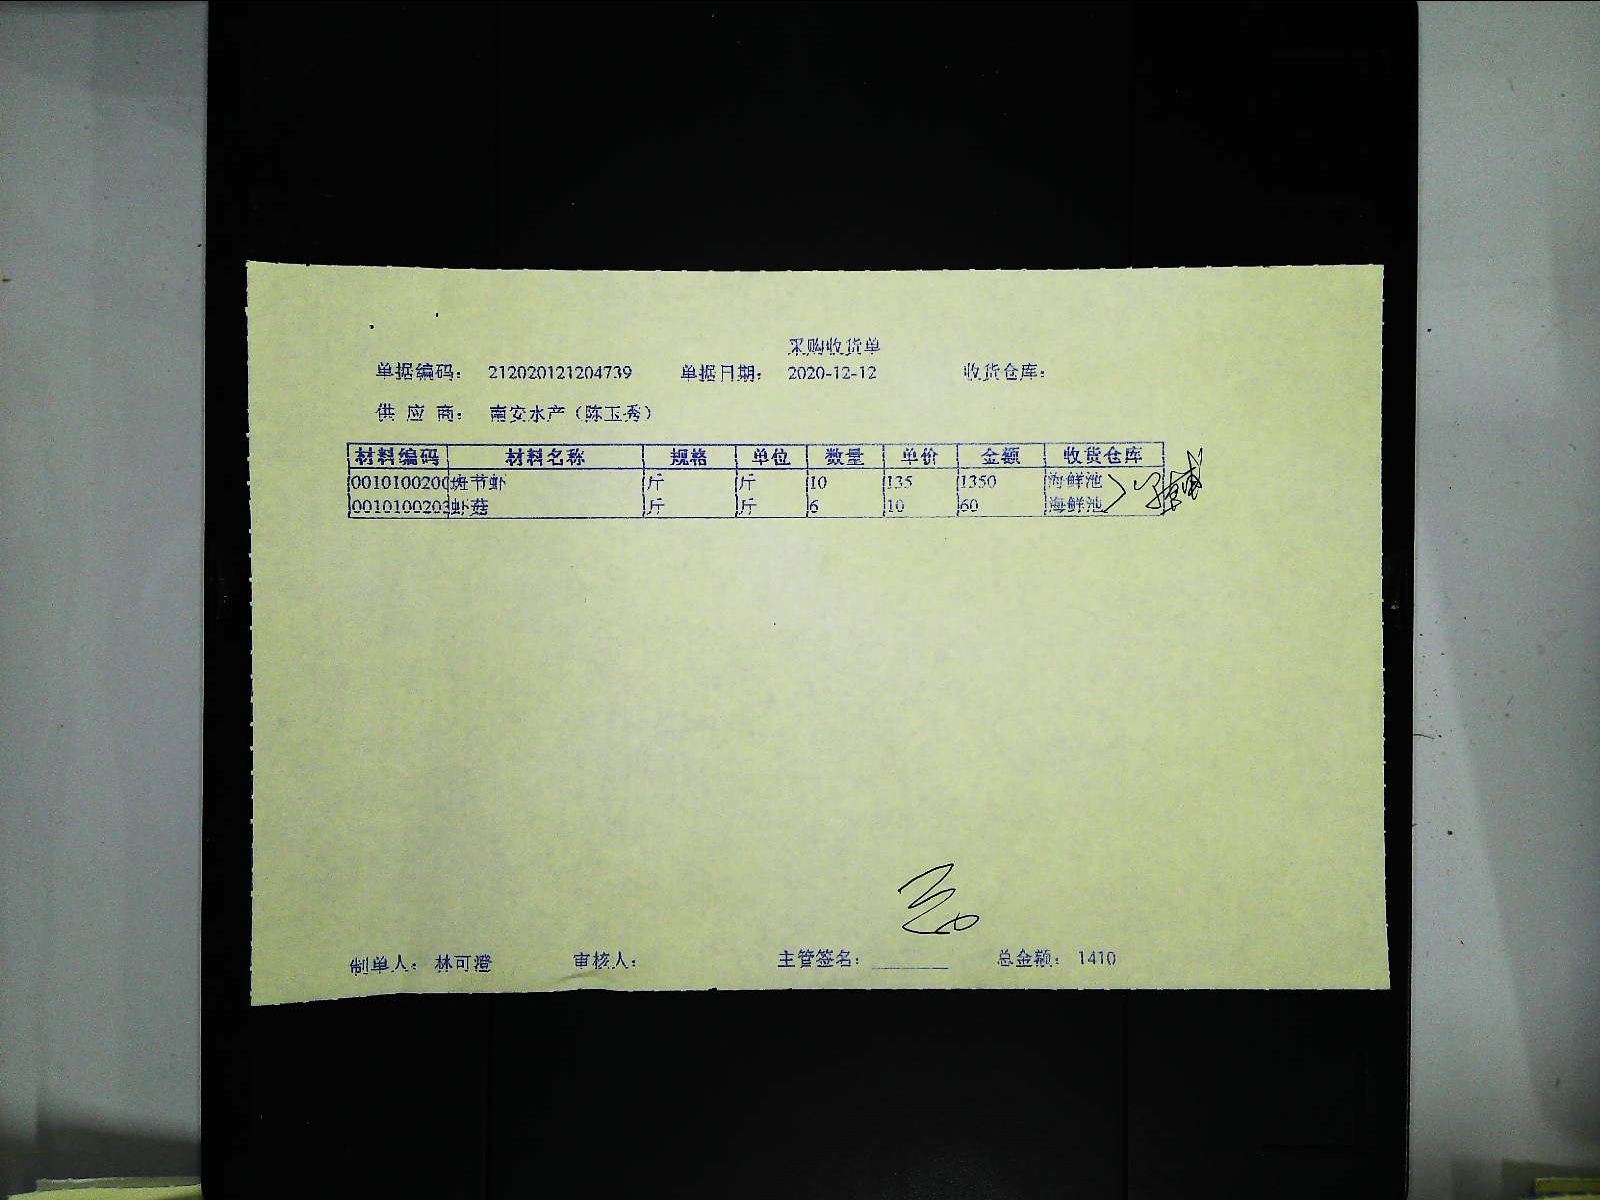 采购收货单
单据编码： 212020121204739 单据日期： 2020-12-12 收货仓库：
供 应 商： 南安水产（陈玉秀）
材料编码 材料名称 规格 单位 数量 单价 金额 收货仓库
0010100200 斑节虾 斤 斤 10 135 1350 海鲜池
0010100203 虾菇 斤 斤 6 10 60 海鲜池
制单人： 林可澄 审核人： 主管签名： 总金额： 1410